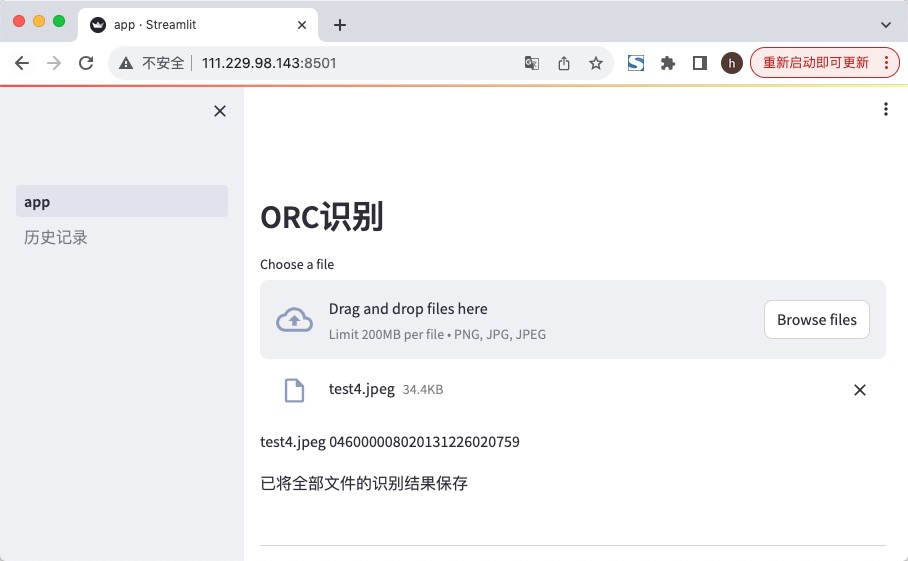 app · Streamlit
不安全
111.229.98.143:8501
h
重新启动即可更新
app
历史记录
ORC识别
Choose a file
Drag and drop files here
Limit 200MB per file • PNG, JPG, JPEG
Browse files
test4.jpeg 34.4KB
test4.jpeg 046000008020131226020759
已将全部文件的识别结果保存